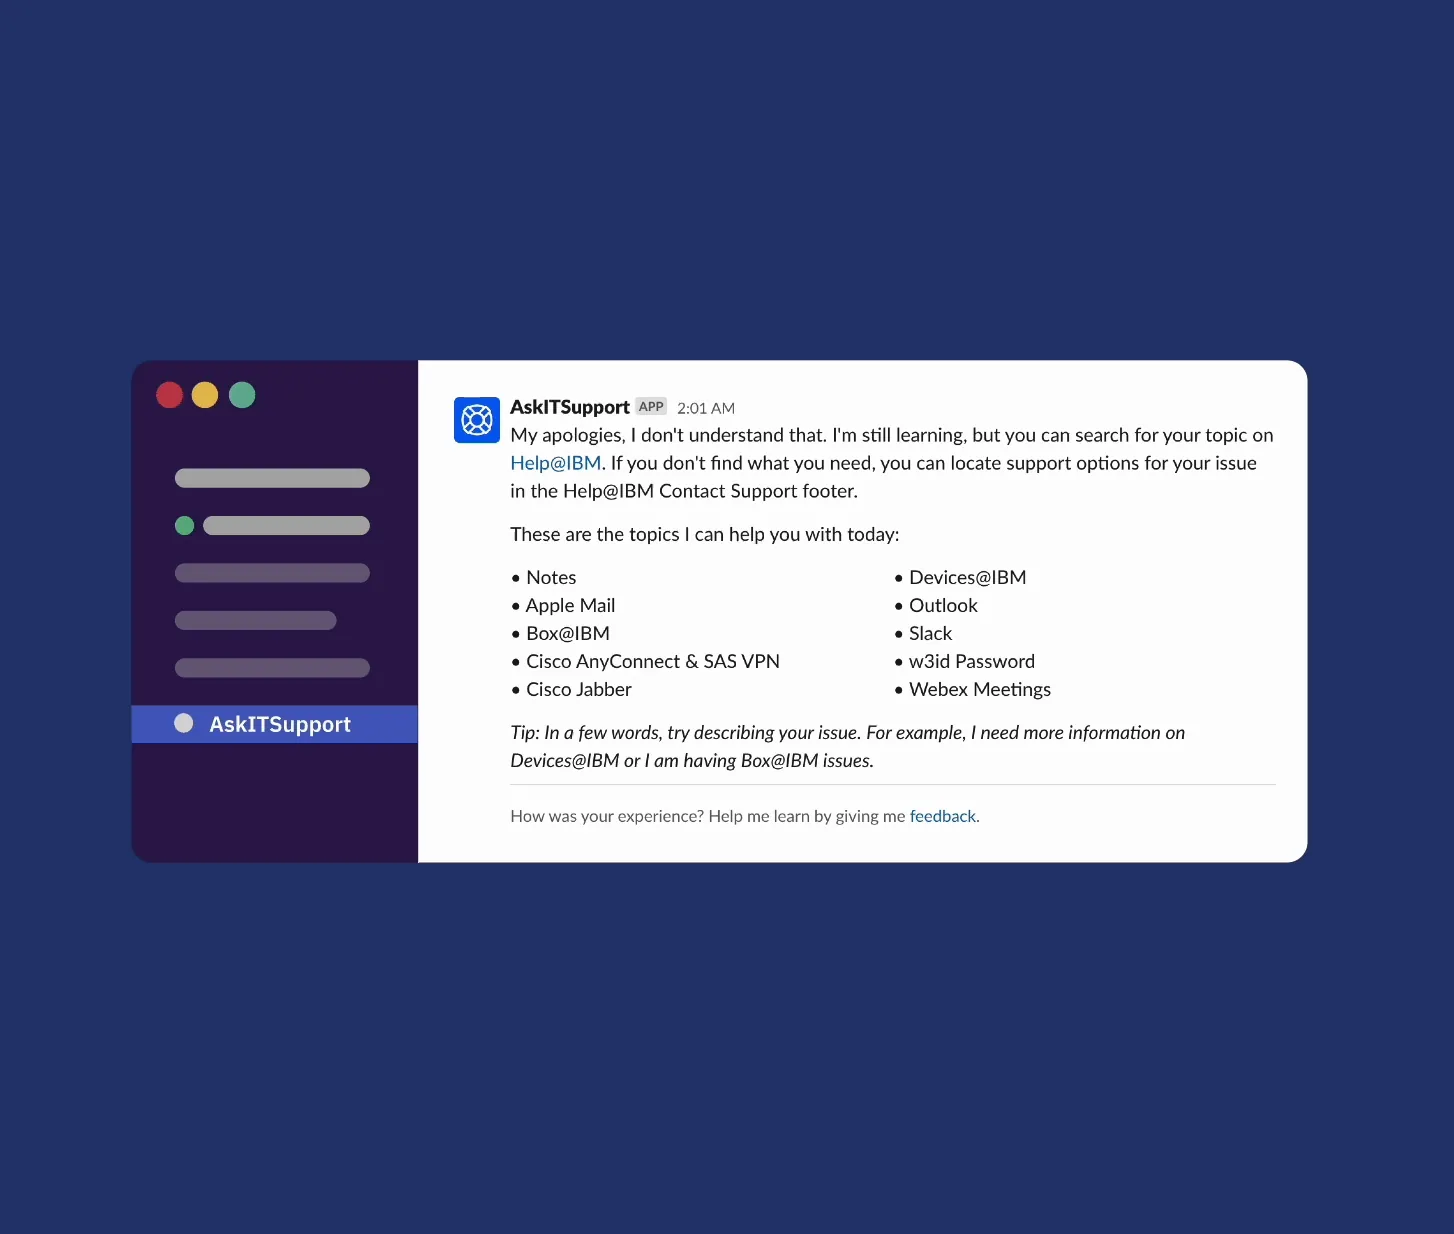 AskITSupport
AskITSupport APP 2:01 AM
My apologies, I don't understand that. I'm still learning, but you can search for your topic on
Help@IBM. If you don't find what you need, you can locate support options for your issue
in the Help@IBM Contact Support footer.
These are the topics I can help you with today:
• Notes
• Apple Mail
• Box@IBM
• Cisco AnyConnect & SAS VPN
• Cisco Jabber
• Devices@IBM
• Outlook
• Slack
• w3id Password
• Webex Meetings
Tip: In a few words, try describing your issue. For example, I need more information on
Devices@IBM or I am having Box@IBM issues.
How was your experience? Help me learn by giving me feedback.